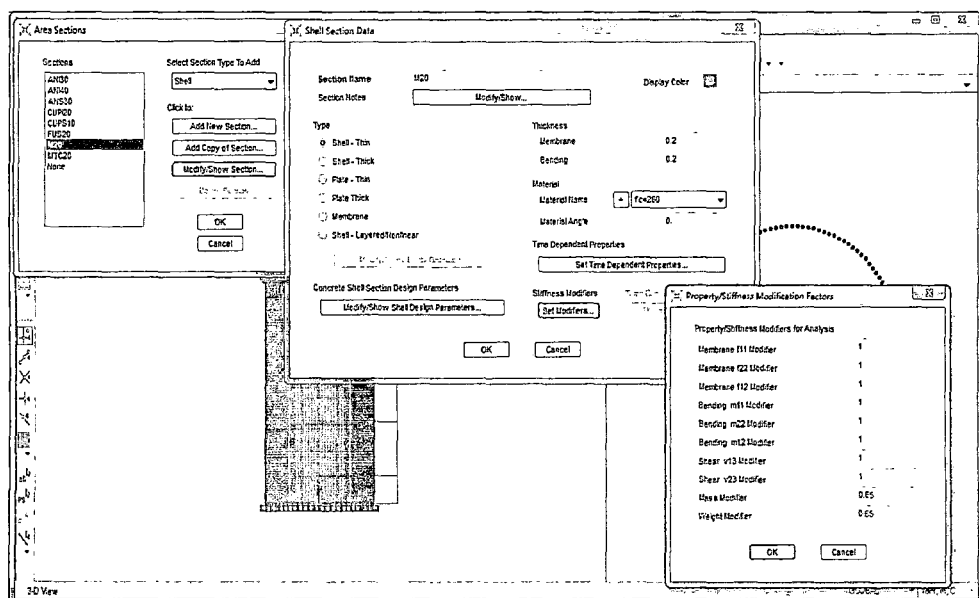 Area Sections
Sections
ANI30
ANI40
ANS30
CUP20
CUPS10
FUS20
M20
MTC20
None
Select Section Type To Add
Shell
Click to:
Add New Section...
Add Copy of Section...
Modify/Show Section...
OK
Cancel
Shell Section Data
Section Name M20
Display Color
Section Notes
Modify/Show...
Type
Shell - Thin
Shell - Thick
Plate - Thin
Plate Thick
Membrane
Shell - Layered/Nonlinear
Thickness
Membrane 0.2
Bending 0.2
Material
Material Name + f'c=280
Material Angle 0.
Time Dependent Properties
Set Time Dependent Properties...
Concrete Shell Section Design Parameters
Modify/Show Shell Design Parameters...
Stiffness Modifiers
Set Modifiers...
OK
Cancel
Property/Stiffness Modification Factors
Property/Stiffness Modifiers for Analysis
Membrane f11 Modifier 1
Membrane f22 Modifier 1
Membrane f12 Modifier 1
Bending m11 Modifier 1
Bending m22 Modifier 1
Bending m12 Modifier 1
Shear v13 Modifier 1
Shear v23 Modifier 1
Mass Modifier 0.85
Weight Modifier 0.85
OK
Cancel
3-D View